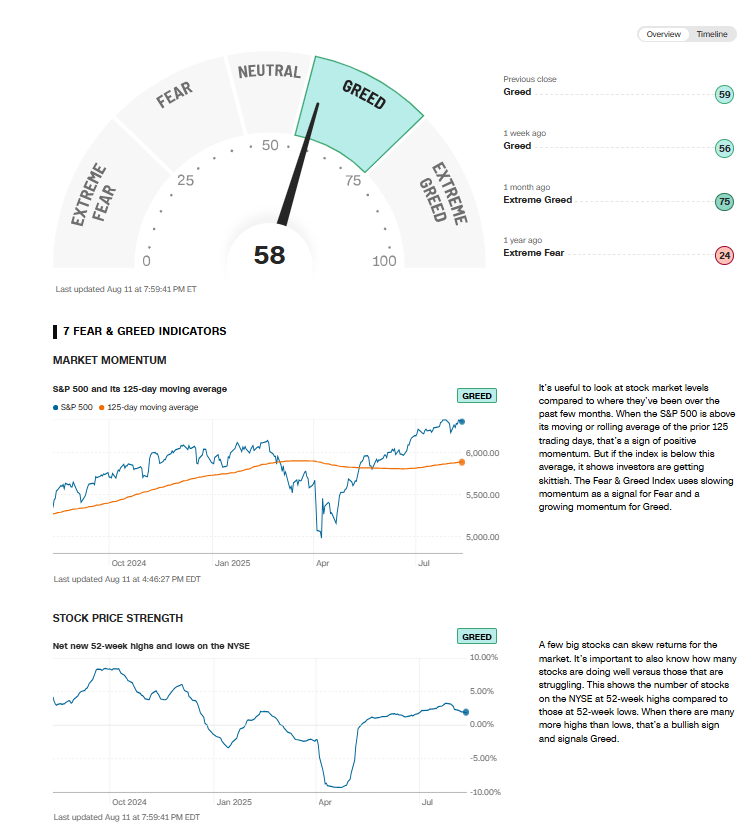 Overview Timeline
EXTREME FEAR
FEAR
NEUTRAL
GREED
EXTREME GREED
0
25
50
75
100
58
Last updated Aug 11 at 7:59:41 PM ET
Previous close
Greed 59
1 week ago
Greed 56
1 month ago
Extreme Greed 75
1 year ago
Extreme Fear 24
7 FEAR & GREED INDICATORS
MARKET MOMENTUM
S&P 500 and its 125-day moving average
GREED
S&P 500 125-day moving average
6,000.00
5,500.00
5,000.00
Oct 2024 Jan 2025 Apr Jul
Last updated Aug 11 at 4:46:27 PM EDT
It's useful to look at stock market levels
compared to where they've been over the
past few months. When the S&P 500 is above
its moving or rolling average of the prior 125
trading days, that's a sign of positive
momentum. But if the index is below this
average, it shows investors are getting
skittish. The Fear & Greed Index uses slowing
momentum as a signal for Fear and a
growing momentum for Greed.
STOCK PRICE STRENGTH
GREED
Net new 52-week highs and lows on the NYSE
10.00%
5.00%
0.00%
-5.00%
-10.00%
Oct 2024 Jan 2025 Apr Jul
Last updated Aug 11 at 7:59:41 PM EDT
A few big stocks can skew returns for the
market. It's important to also know how many
stocks are doing well versus those that are
struggling. This shows the number of stocks
on the NYSE at 52-week highs compared to
those at 52-week lows. When there are many
more highs than lows, that's a bullish sign
and signals Greed.